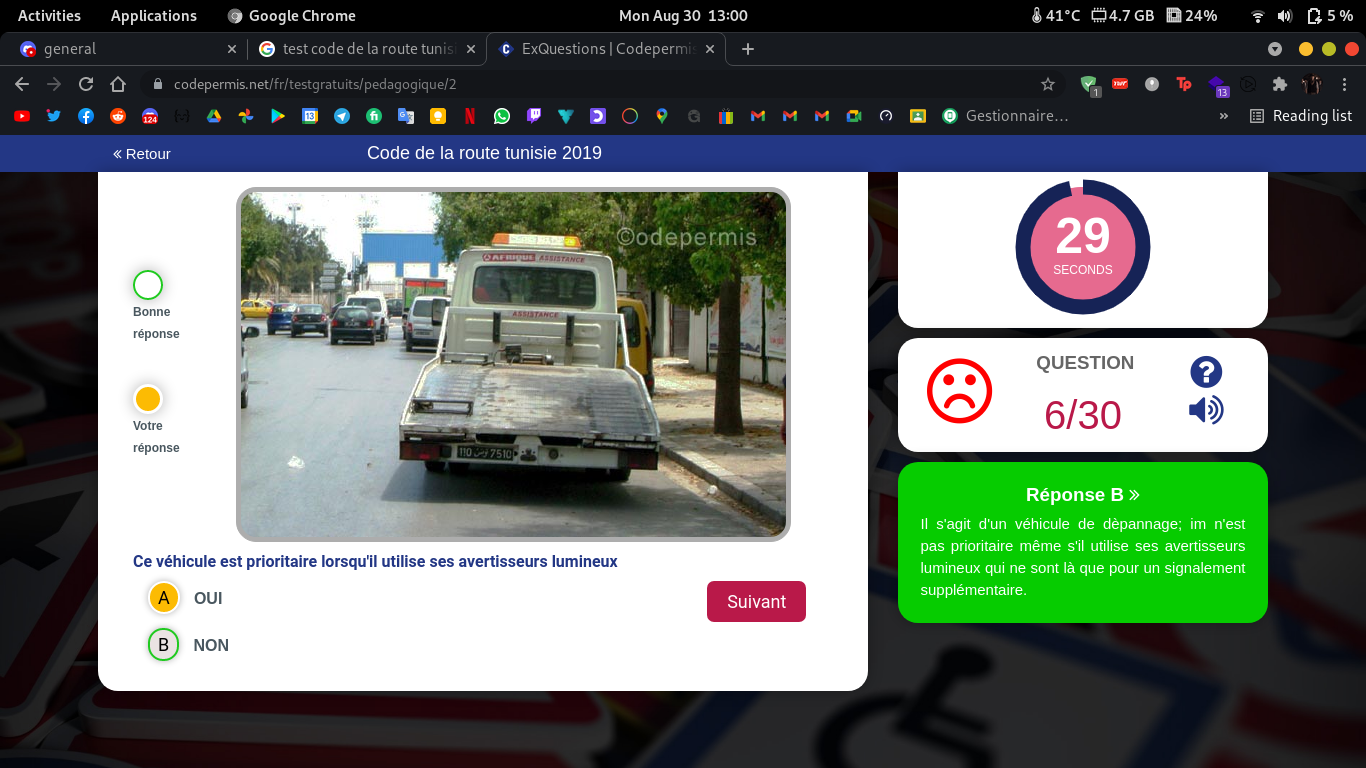 Activities Applications Google Chrome Mon Aug 30 13:00 41°C 4.7 GB 24% 5 %
general test code de la route tunisi ExQuestions | Codepermis
codepermis.net/fr/testgratuits/pedagogique/2 1 13
124 13 Gestionnaire… » Reading list
« Retour Code de la route tunisie 2019
©odepermis
AFRIQUE ASSISTANCE
ASSISTANCE
110 تونس 7510
Bonne
réponse
Votre
réponse
29
SECONDS
QUESTION
6/30
Réponse B »
Il s'agit d'un véhicule de dèpannage; im n'est
pas prioritaire même s'il utilise ses avertisseurs
lumineux qui ne sont là que pour un signalement
supplémentaire.
Ce véhicule est prioritaire lorsqu'il utilise ses avertisseurs lumineux
A OUI
B NON
Suivant